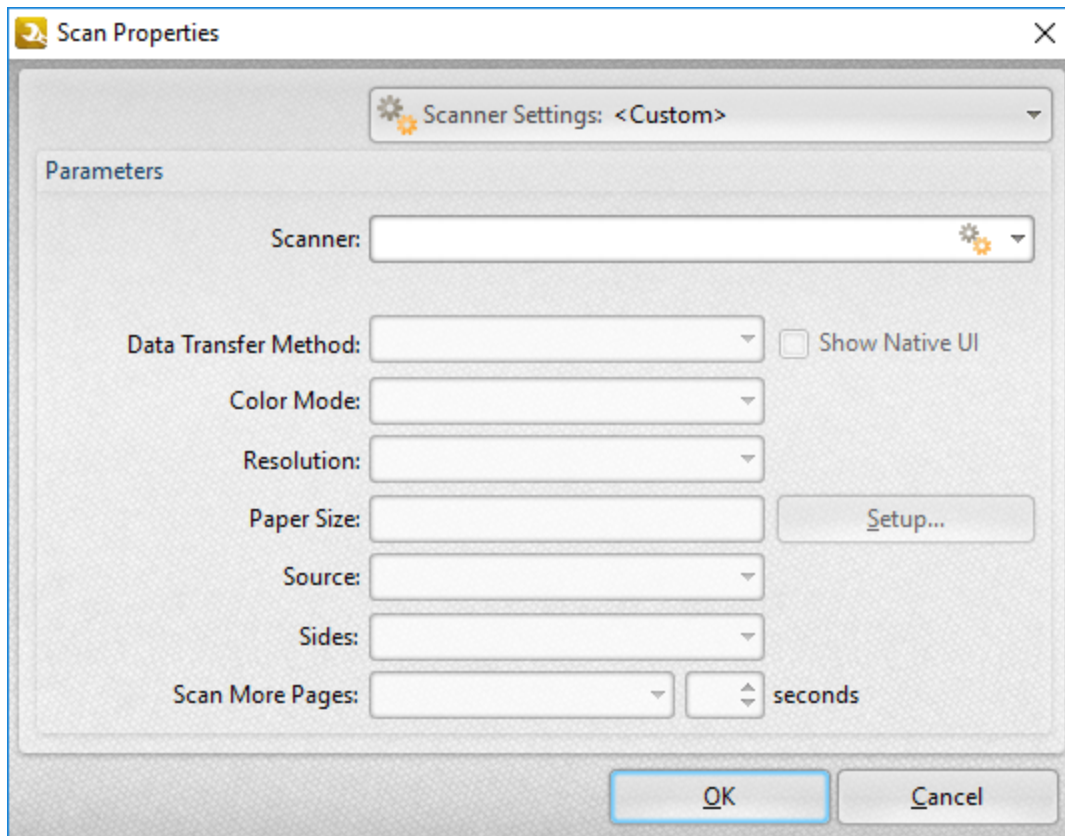 Scan Properties
Scanner Settings: <Custom>
Parameters
Scanner:
Data Transfer Method:
Show Native UI
Color Mode:
Resolution:
Paper Size:
Setup...
Source:
Sides:
Scan More Pages:
seconds
OK
Cancel